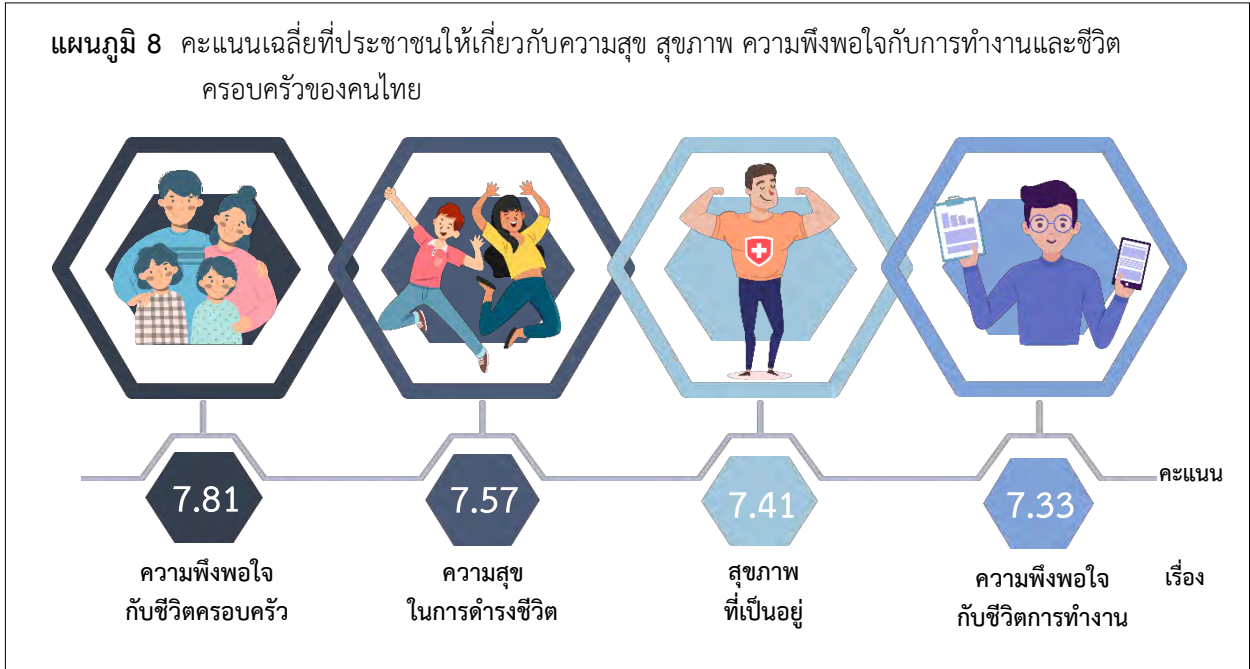 แผนภูมิ 8 คะแนนเฉลี่ยที่ประชาชนให้เกี่ยวกับความสุข สุขภาพ ความพึงพอใจกับการทำงานและชีวิต
ครอบครัวของคนไทย
7.81
7.57
7.41
7.33
คะแนน
ความพึงพอใจ
กับชีวิตครอบครัว
ความสุข
ในการดำรงชีวิต
สุขภาพ
ที่เป็นอยู่
ความพึงพอใจ
กับชีวิตการทำงาน
เรื่อง